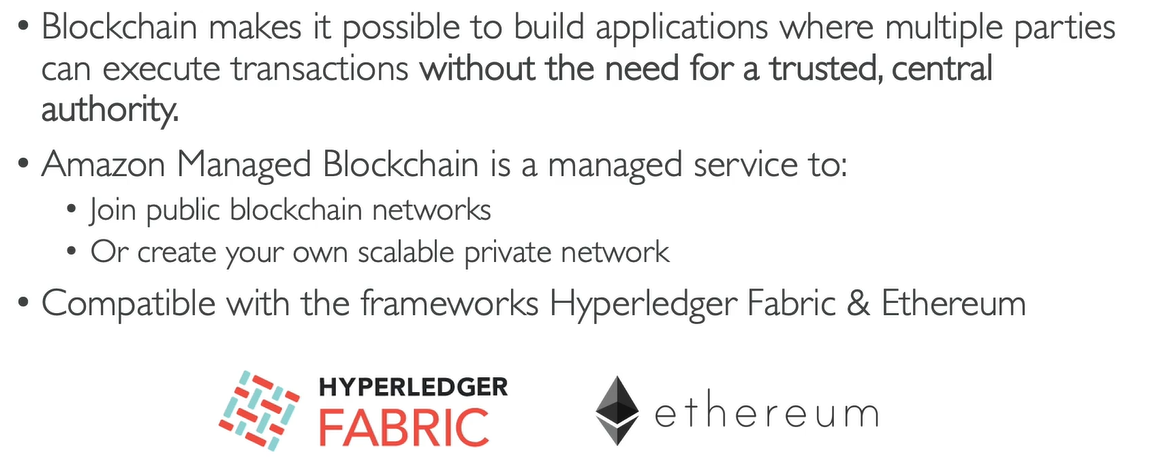 • Blockchain makes it possible to build applications where multiple parties
can execute transactions without the need for a trusted, central
authority.
• Amazon Managed Blockchain is a managed service to:
• Join public blockchain networks
• Or create your own scalable private network
• Compatible with the frameworks Hyperledger Fabric & Ethereum
HYPERLEDGER
FABRIC
ethereum